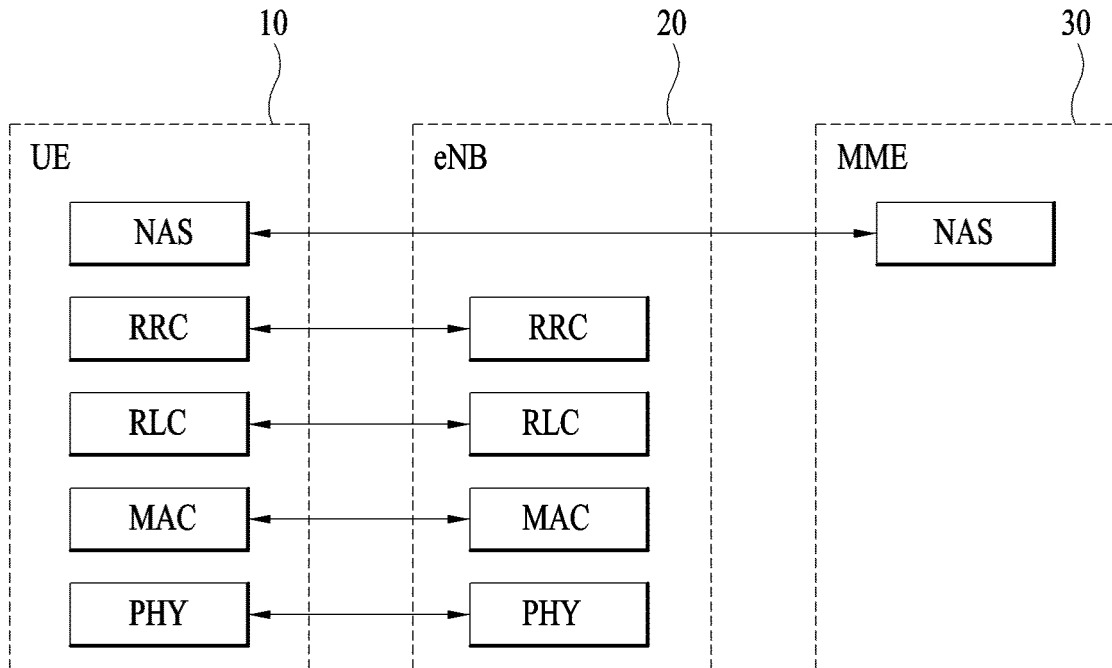 10 20 30
UE eNB MME
NAS NAS
RRC RRC
RLC RLC
MAC MAC
PHY PHY